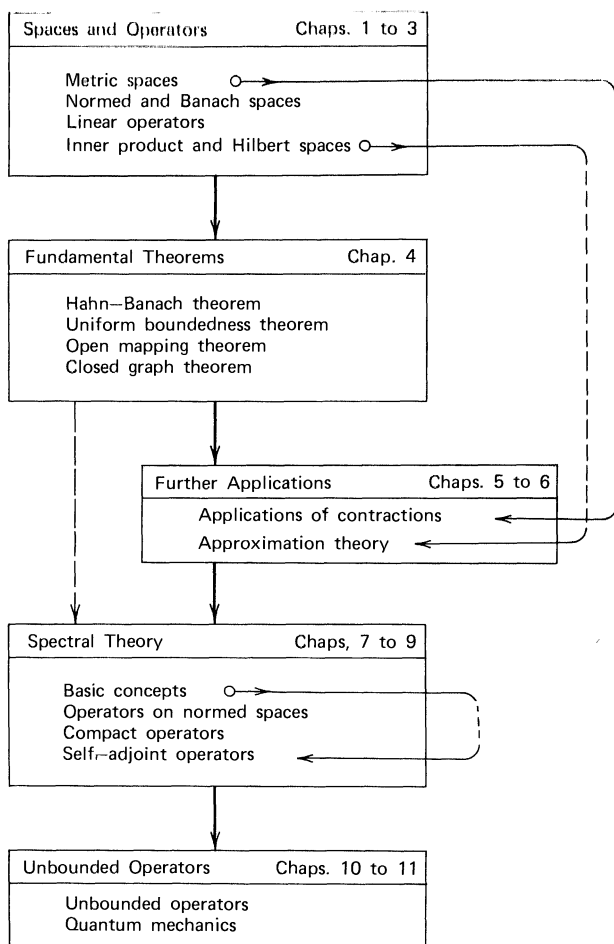 Spaces and Operators Chaps. 1 to 3
Metric spaces
Normed and Banach spaces
Linear operators
Inner product and Hilbert spaces
Fundamental Theorems Chap. 4
Hahn–Banach theorem
Uniform boundedness theorem
Open mapping theorem
Closed graph theorem
Further Applications Chaps. 5 to 6
Applications of contractions
Approximation theory
Spectral Theory Chaps, 7 to 9
Basic concepts
Operators on normed spaces
Compact operators
Self-adjoint operators
Unbounded Operators Chaps. 10 to 11
Unbounded operators
Quantum mechanics